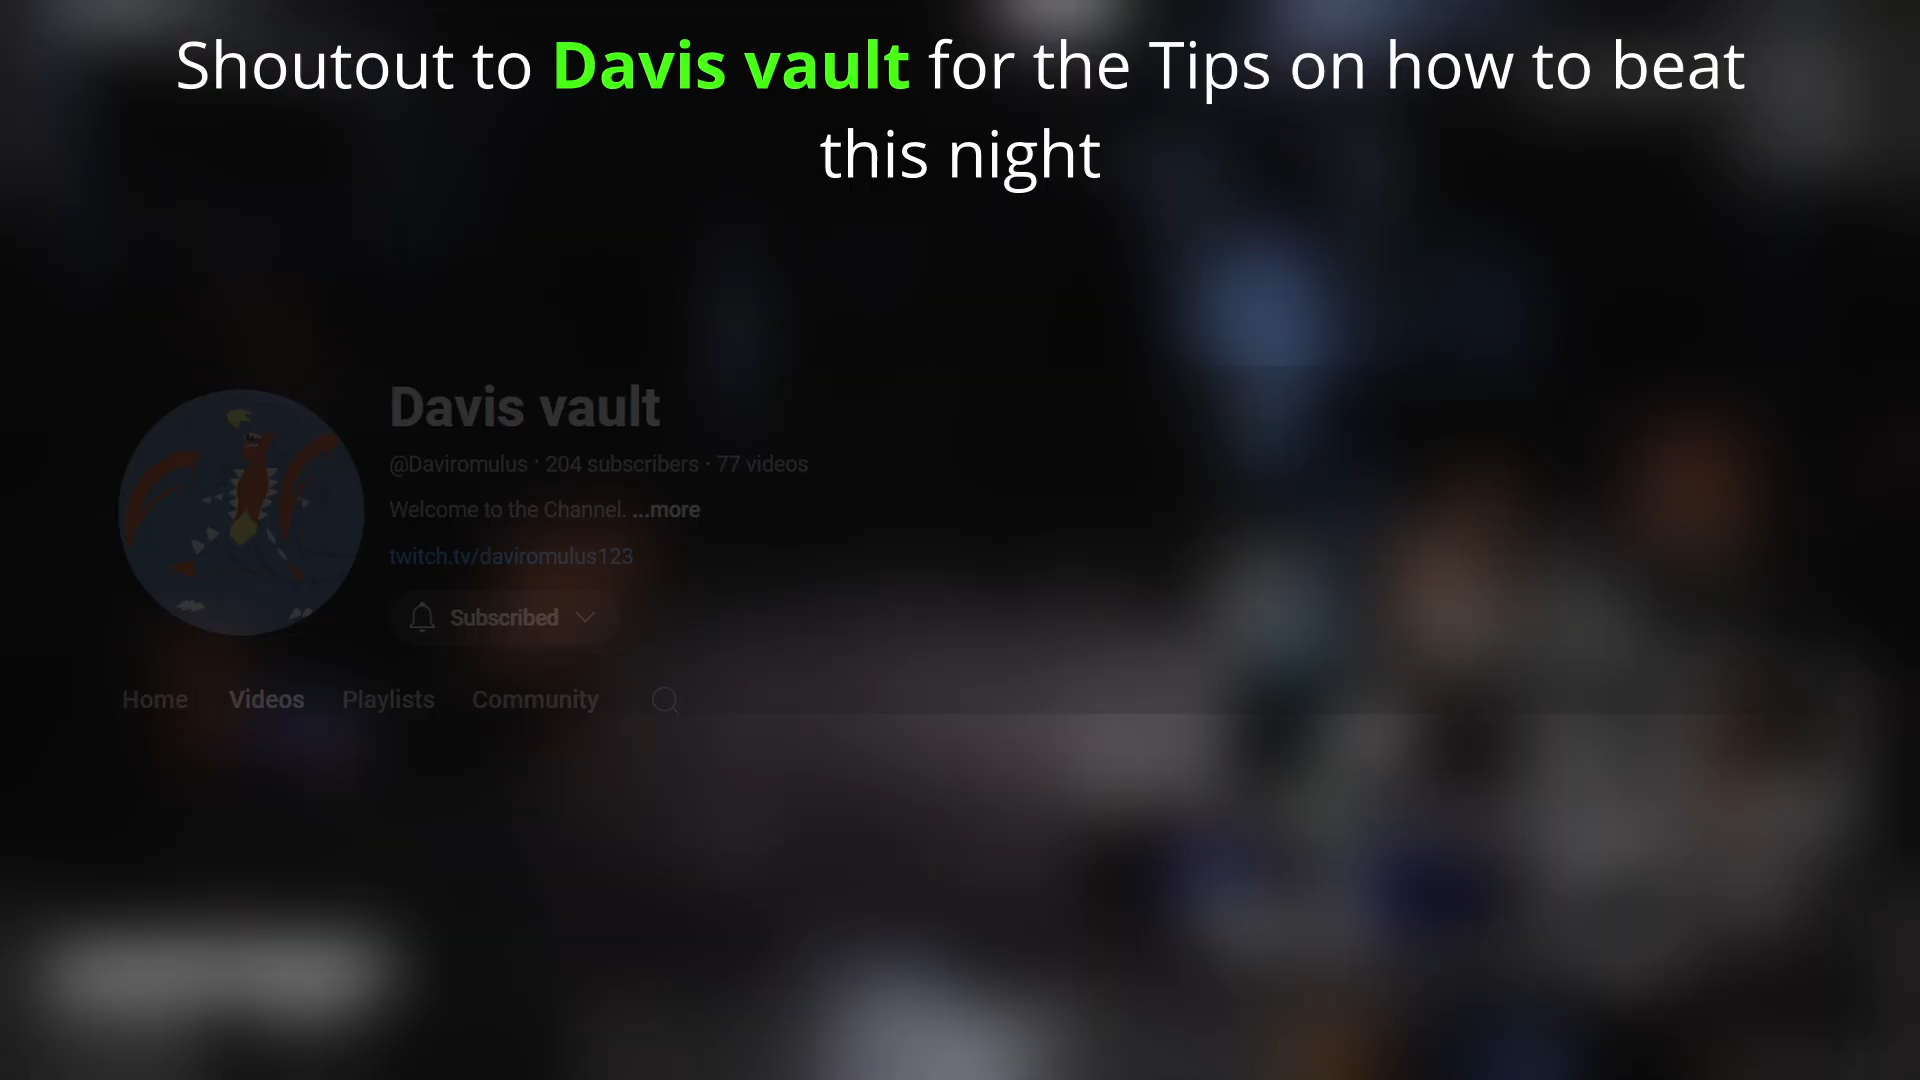 Shoutout to Davis vault for the Tips on how to beat
this night
Davis vault
@Daviromulus · 204 subscribers · 77 videos
Welcome to the Channel. ...more
twitch.tv/daviromulus123
Subscribed
Home Videos Playlists Community